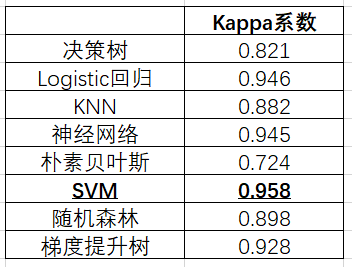 Kappa系数
决策树 0.821
Logistic回归 0.946
KNN 0.882
神经网络 0.945
朴素贝叶斯 0.724
SVM 0.958
随机森林 0.898
梯度提升树 0.928